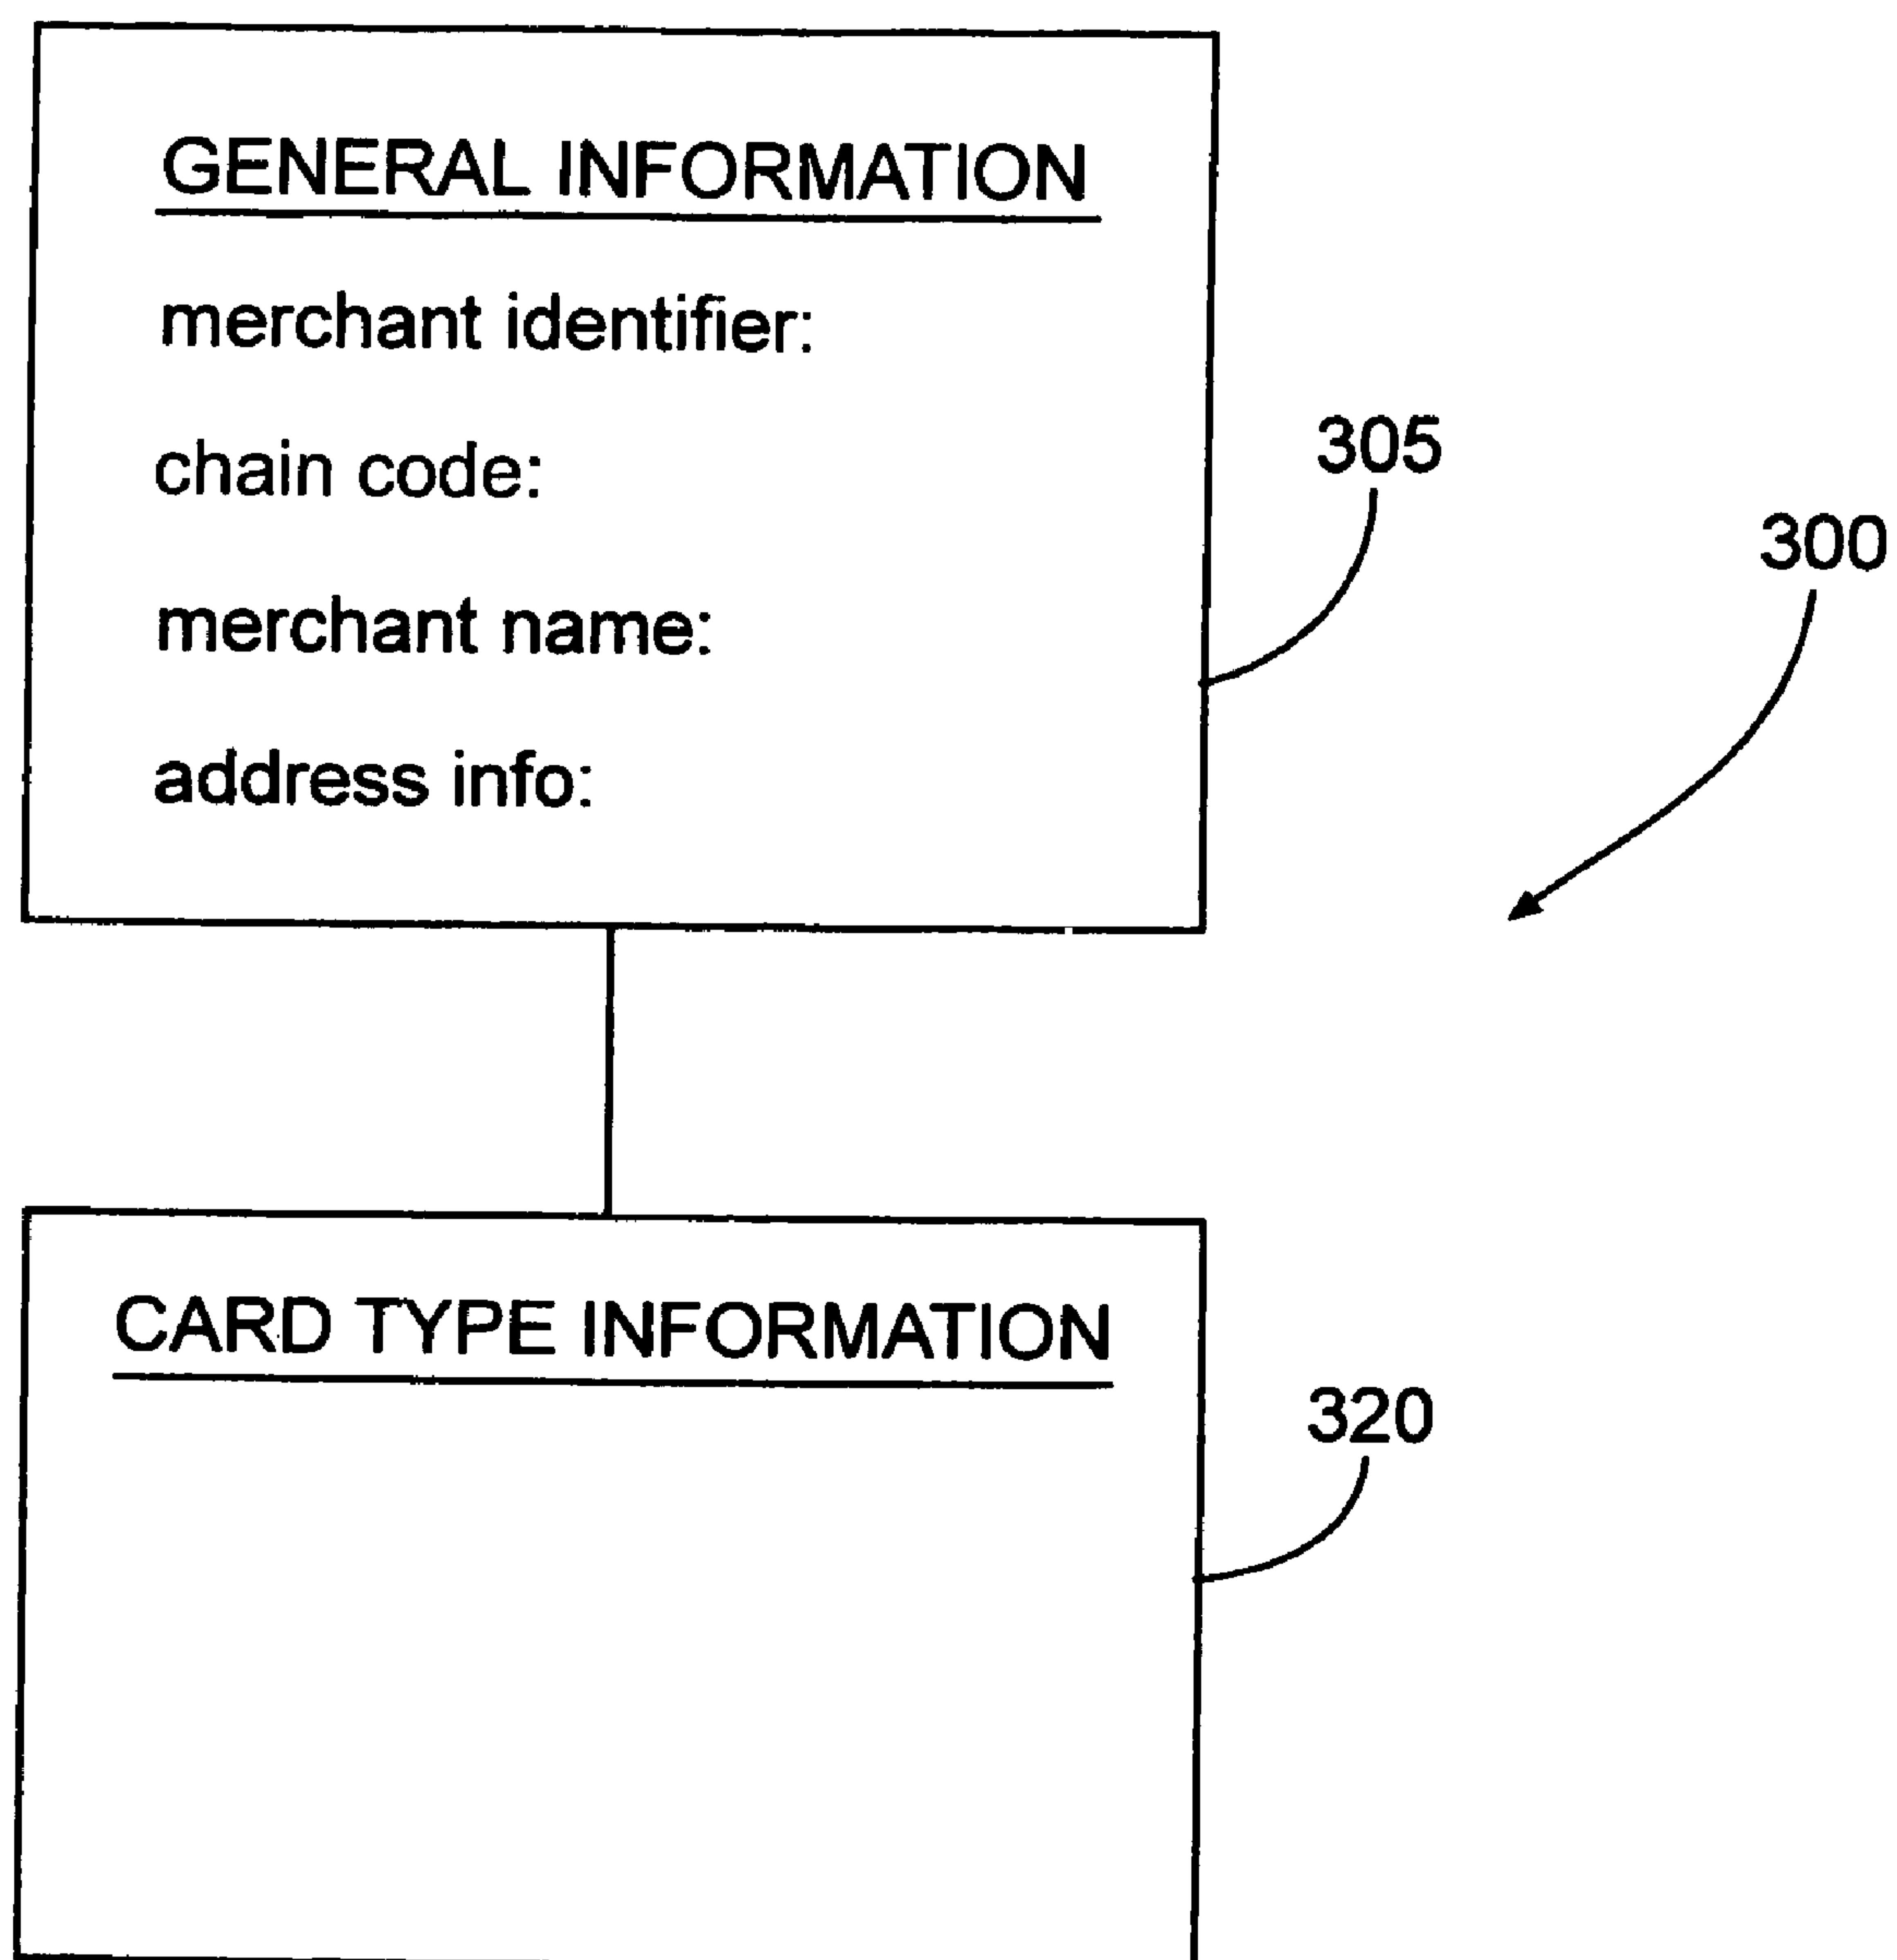 GENERAL INFORMATION
merchant identifier:
chain code:
305
300
merchant name:
address info:
CARD TYPE INFORMATION
320